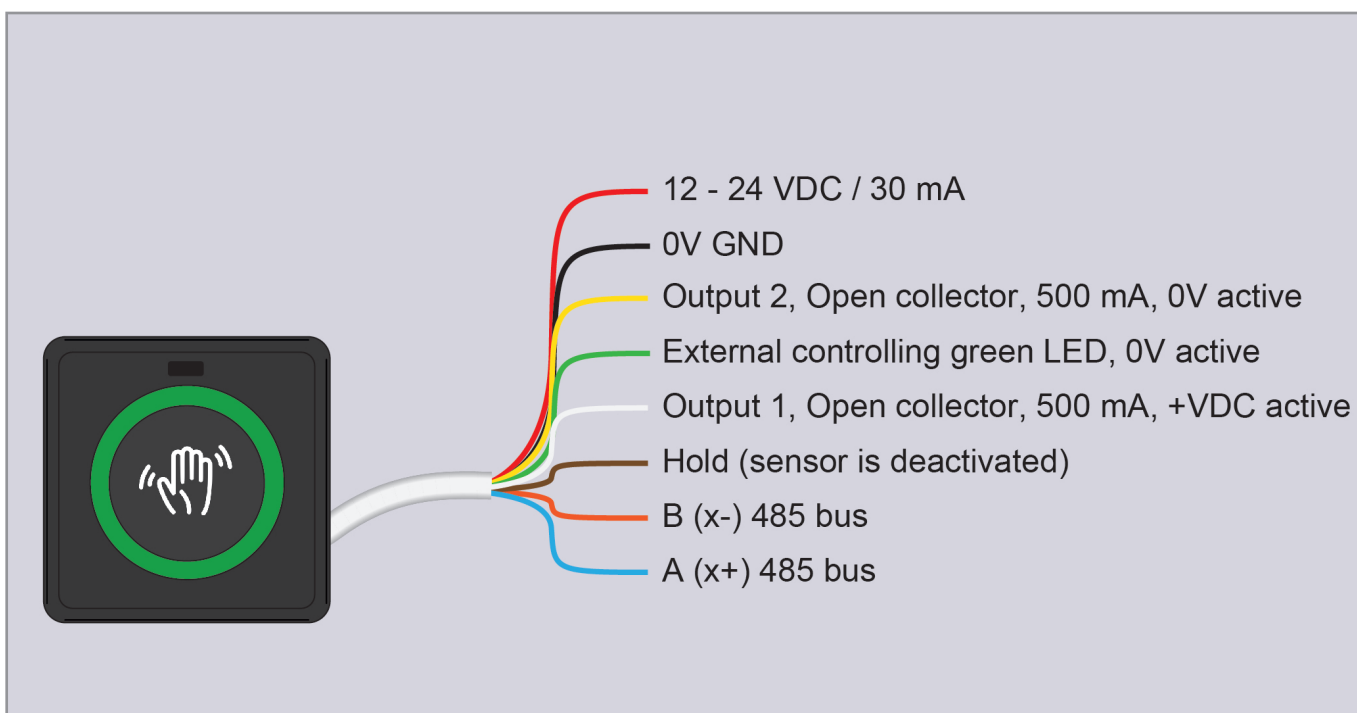 12 - 24 VDC / 30 mA
0V GND
Output 2, Open collector, 500 mA, 0V active
External controlling green LED, 0V active
Output 1, Open collector, 500 mA, +VDC active
Hold (sensor is deactivated)
B (x-) 485 bus
A (x+) 485 bus